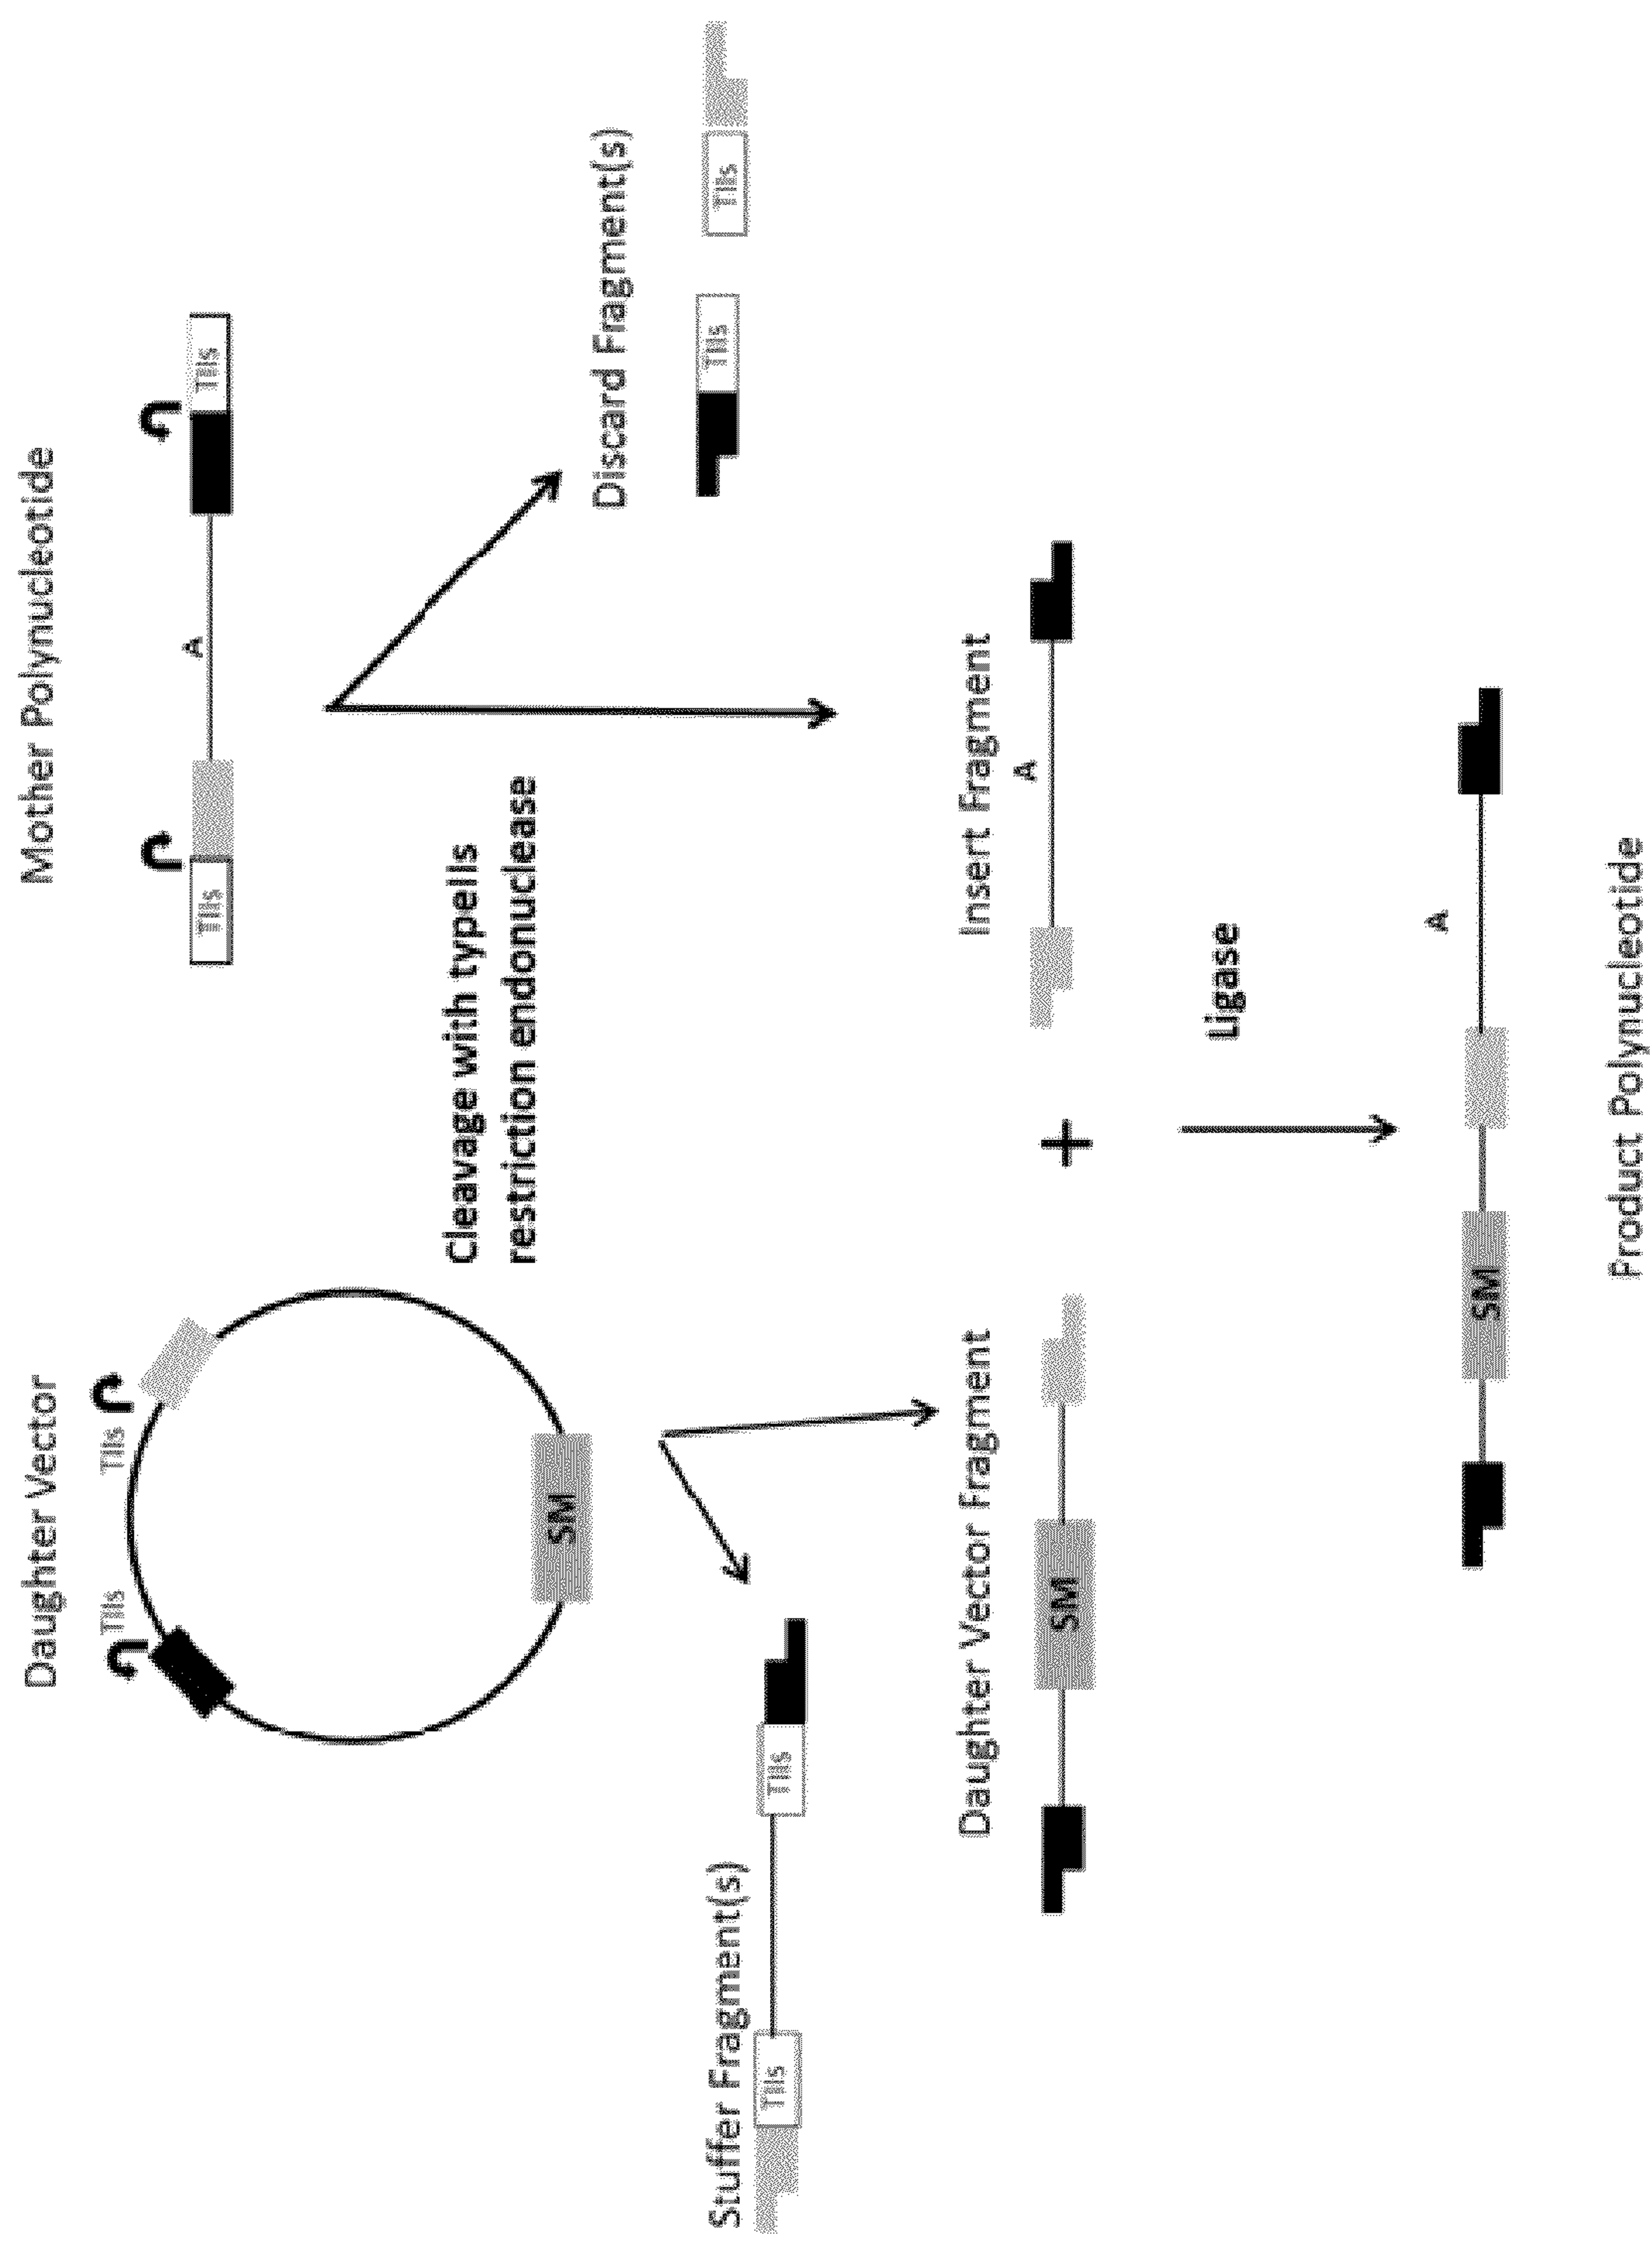 Daughter Vector
TIIs
TIIs
SM
Mother Polynucleotide
TIIs
A
TIIs
Cleavage with typeIIs
restriction endonuclease
Stuffer Fragment(s)
TIIs
TIIs
Discard Fragment(s)
TIIs
TIIs
Daughter Vector Fragment
SM
+
Insert Fragment
A
Ligase
SM
A
Product Polynucleotide